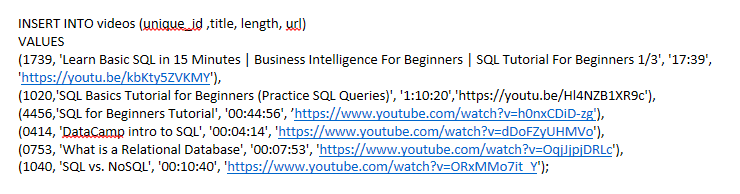 INSERT INTO videos (unique_id ,title, length, url)
VALUES
(1739, 'Learn Basic SQL in 15 Minutes | Business Intelligence For Beginners | SQL Tutorial For Beginners 1/3', '17:39',
'https://youtu.be/kbKty5ZVKMY'),
(1020,'SQL Basics Tutorial for Beginners (Practice SQL Queries)', '1:10:20','https://youtu.be/Hl4NZB1XR9c'),
(4456,'SQL for Beginners Tutorial', '00:44:56', 'https://www.youtube.com/watch?v=h0nxCDiD-zg'),
(0414, 'DataCamp intro to SQL', '00:04:14', 'https://www.youtube.com/watch?v=dDoFZyUHMVo'),
(0753, 'What is a Relational Database', '00:07:53', 'https://www.youtube.com/watch?v=OqjJjpjDRLc'),
(1040, 'SQL vs. NoSQL', '00:10:40', 'https://www.youtube.com/watch?v=ORxMMo7it_Y');